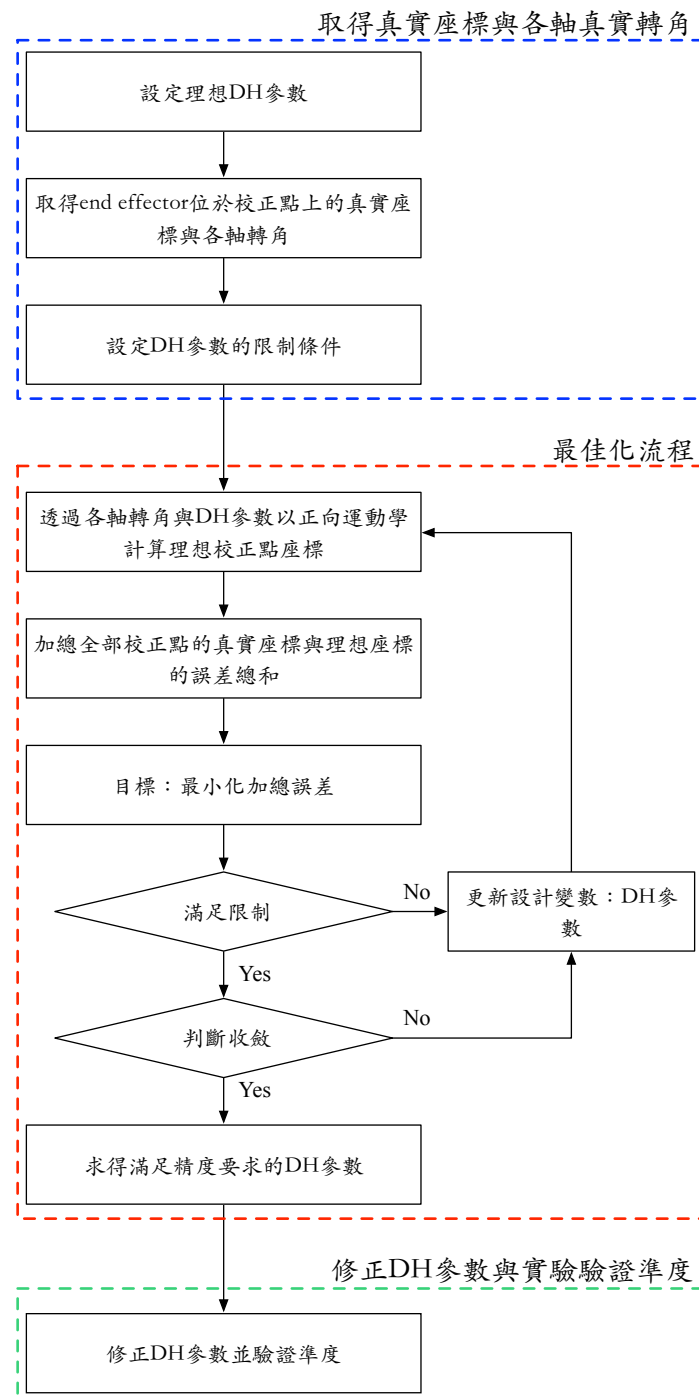 取得真實座標與各軸真實轉角
設定理想DH參數
取得end effector位於校正點上的真實座
標與各軸轉角
設定DH參數的限制條件
最佳化流程
透過各軸轉角與DH參數以正向運動學
計算理想校正點座標
加總全部校正點的真實座標與理想座標
的誤差總和
目標：最小化加總誤差
滿足限制
No
更新設計變數：DH參
數
Yes
判斷收斂
No
Yes
求得滿足精度要求的DH參數
修正DH參數與實驗驗證準度
修正DH參數並驗證準度